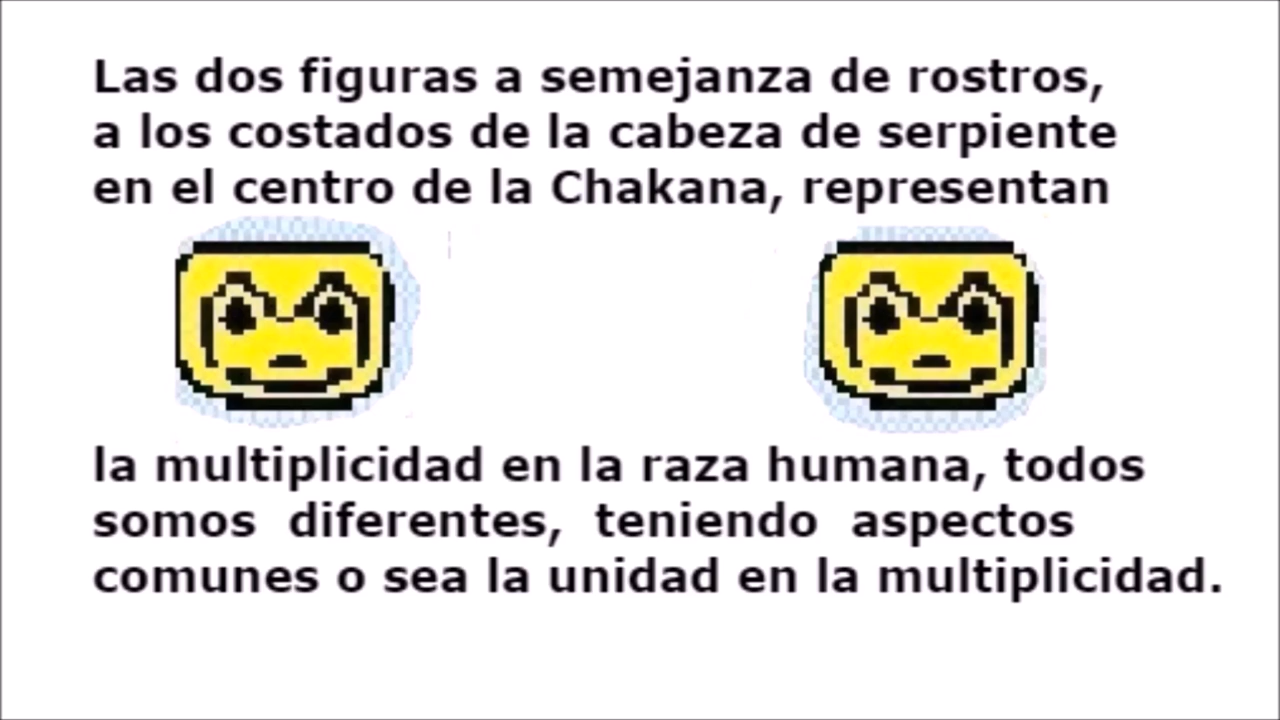 Las dos figuras a semejanza de rostros,
a los costados de la cabeza de serpiente
en el centro de la Chakana, representan
la multiplicidad en la raza humana, todos
somos diferentes, teniendo aspectos
comunes o sea la unidad en la multiplicidad.